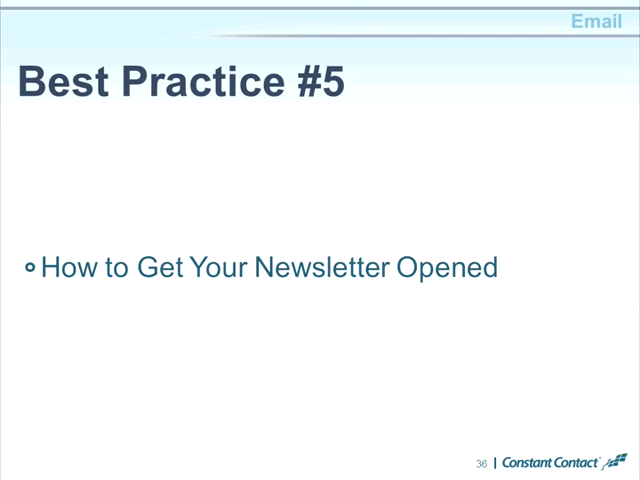 Email
Best Practice #5
How to Get Your Newsletter Opened
36 | Constant Contact